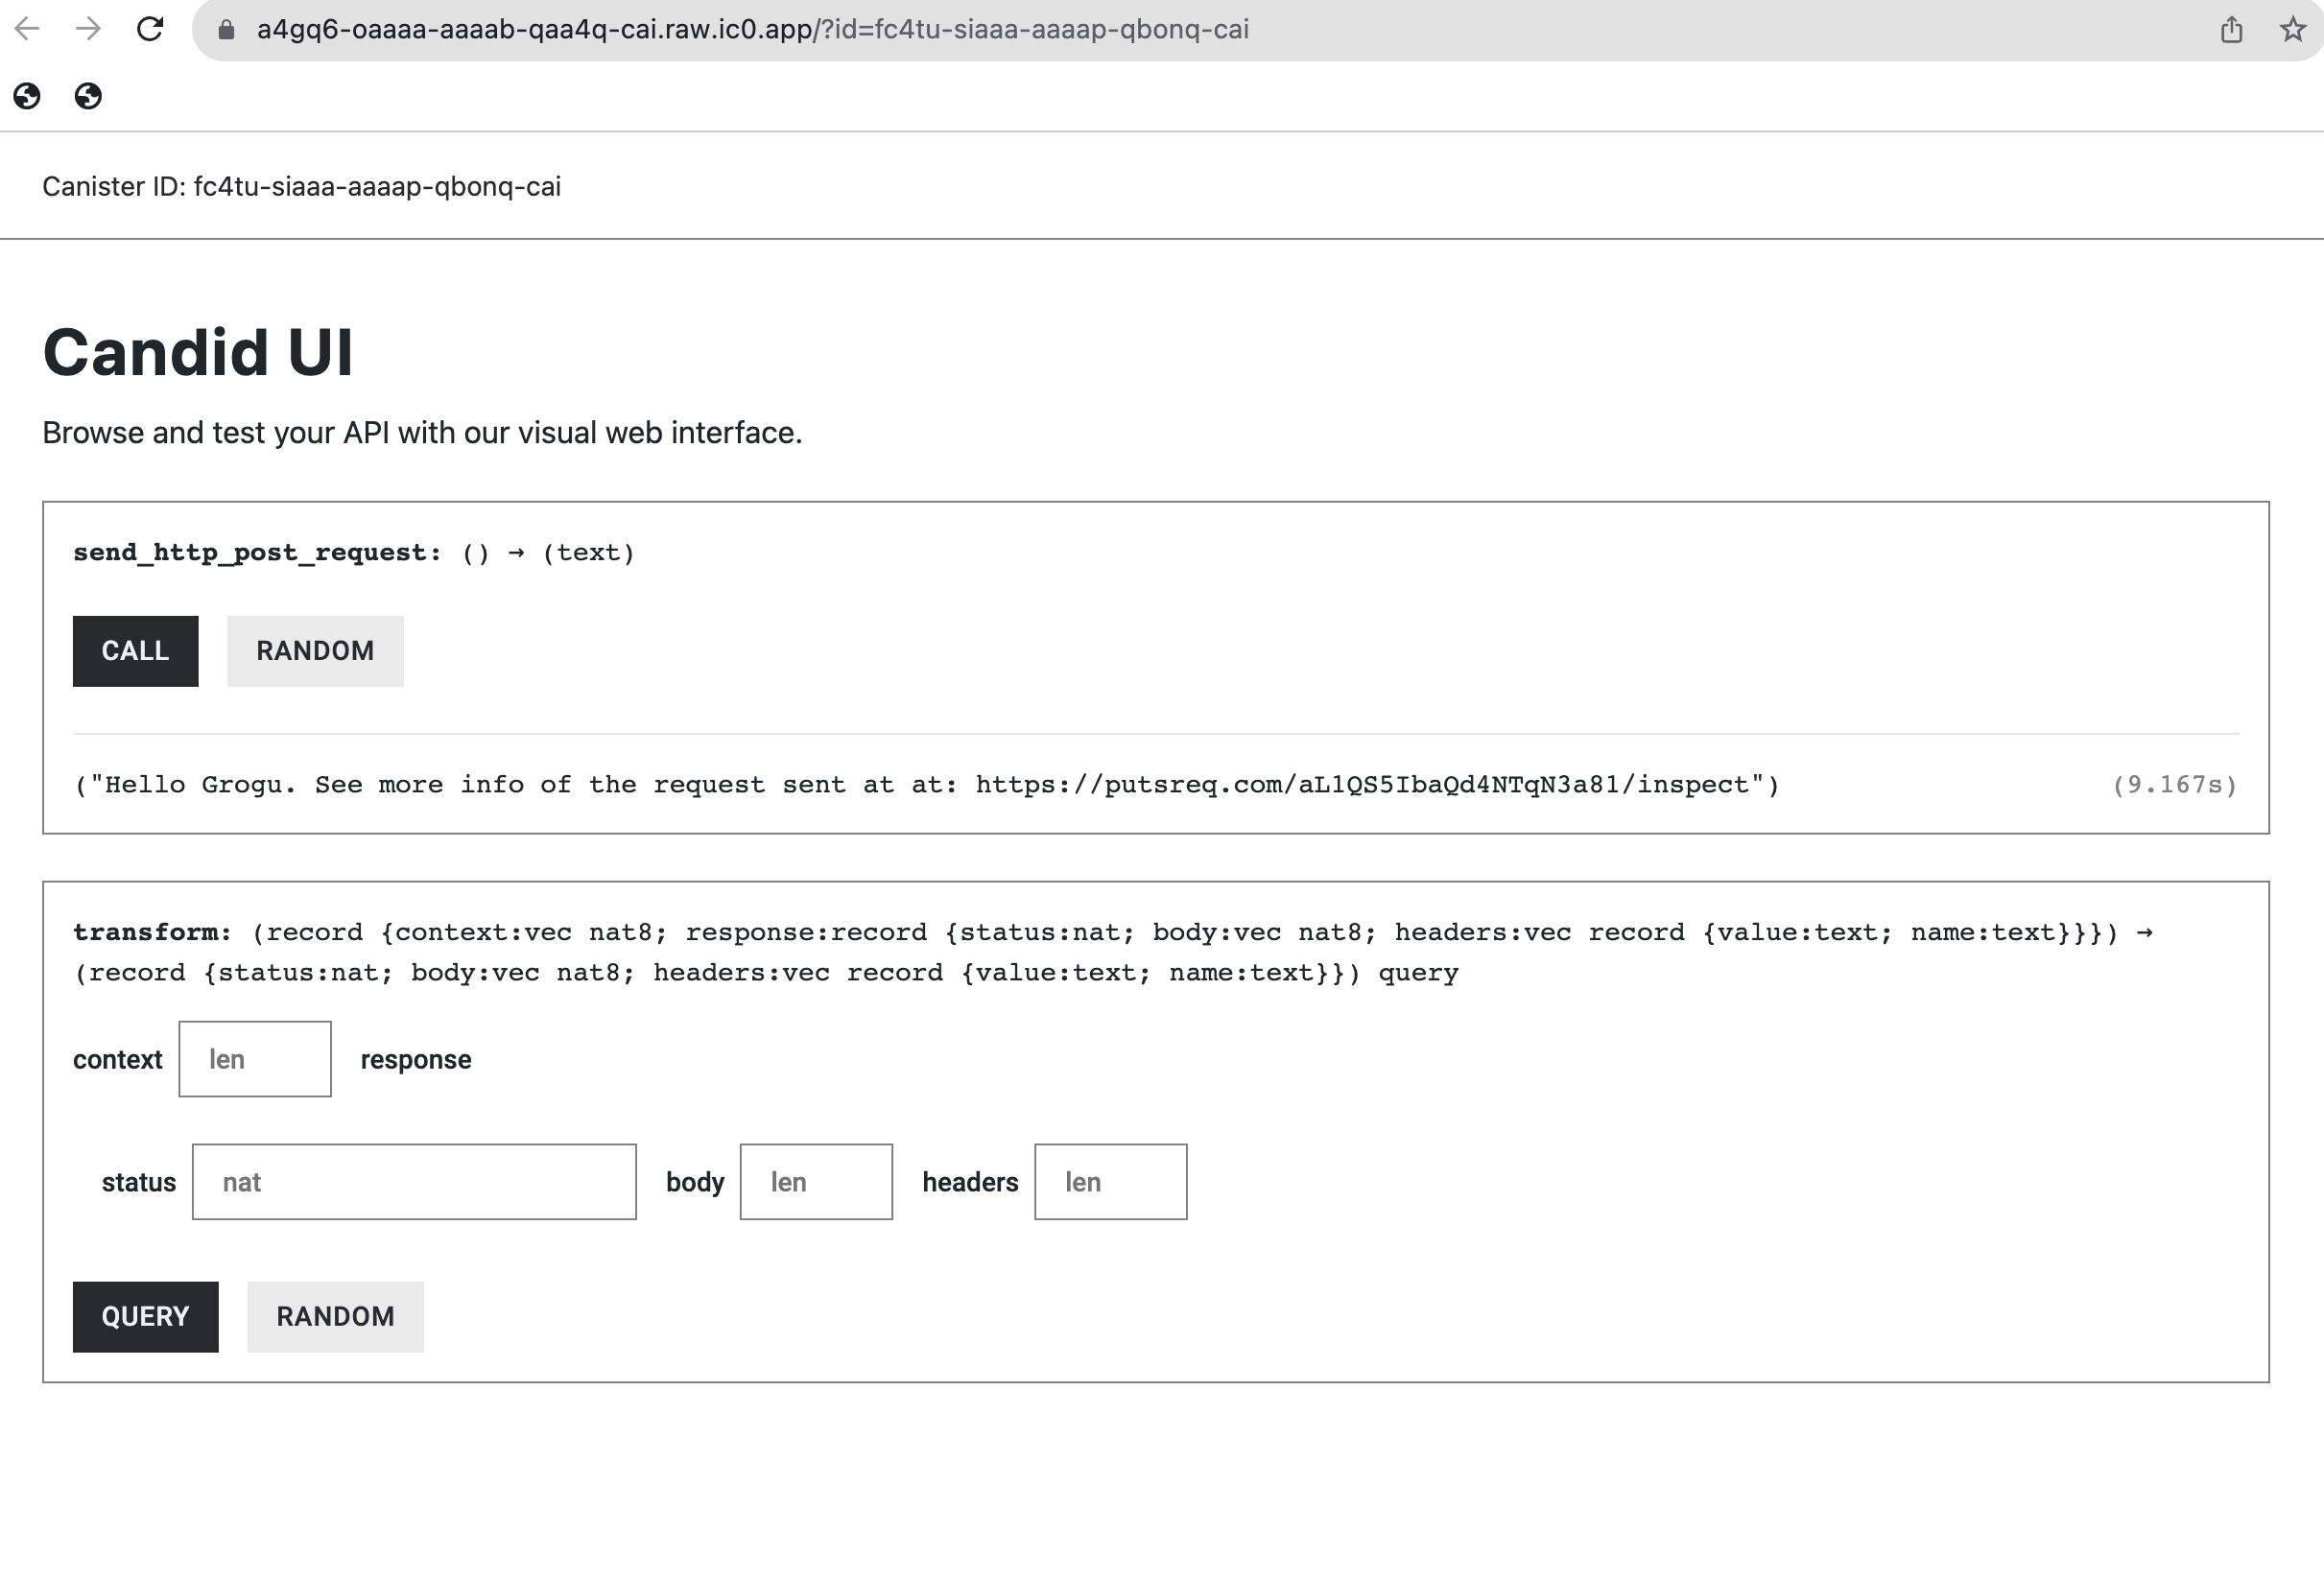 a4gq6-oaaaa-aaaab-qaa4q-cai.raw.ic0.app/?id=fc4tu-siaaa-aaaap-qbonq-cai
Canister ID: fc4tu-siaaa-aaaap-qbonq-cai
Candid UI
Browse and test your API with our visual web interface.
send_http_post_request: () → (text)
CALL RANDOM
("Hello Grogu. See more info of the request sent at at: https://putsreq.com/aL1QS5IbaQd4NTqN3a81/inspect") (9.167s)
transform: (record {context:vec nat8; response:record {status:nat; body:vec nat8; headers:vec record {value:text; name:text}}}) →
(record {status:nat; body:vec nat8; headers:vec record {value:text; name:text}}) query
context len response
status nat body len headers len
QUERY RANDOM